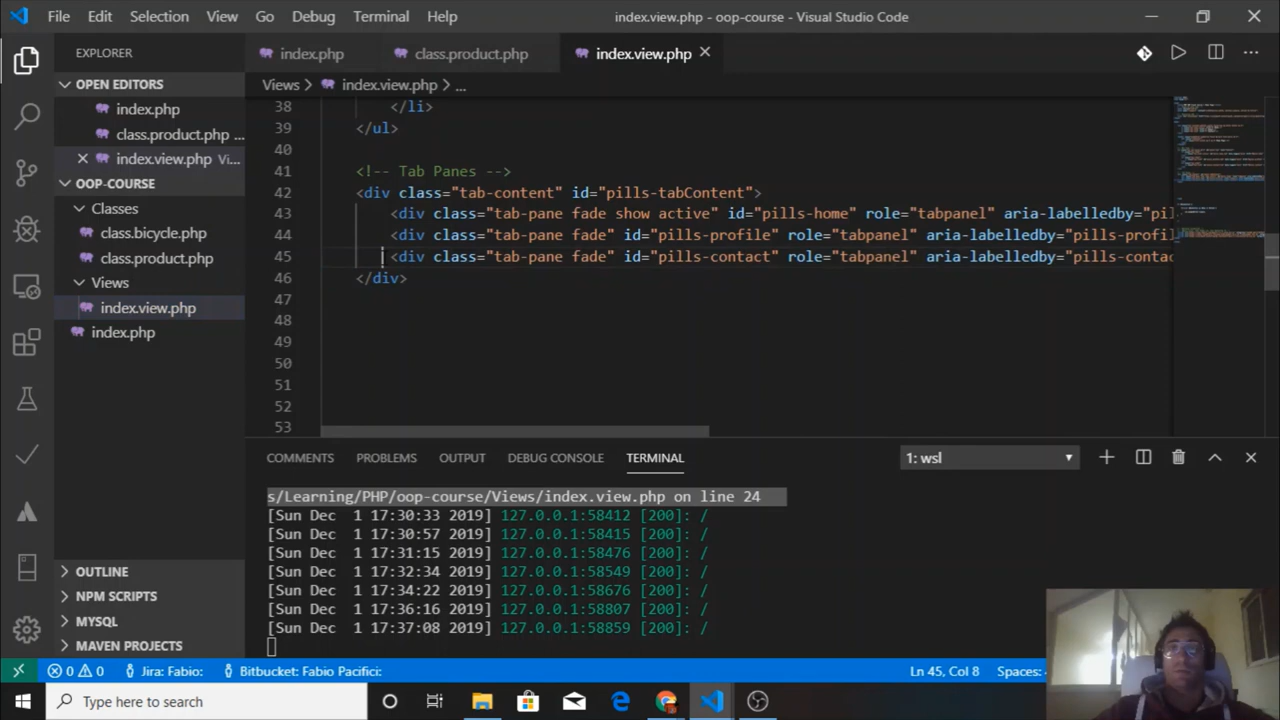 File Edit Selection View Go Debug Terminal Help index.view.php - oop-course - Visual Studio Code
EXPLORER
index.php class.product.php index.view.php
OPEN EDITORS
index.php
class.product.php ...
index.view.php Vi...
OOP-COURSE
Classes
class.bicycle.php
class.product.php
Views
index.view.php
index.php
OUTLINE
NPM SCRIPTS
MYSQL
MAVEN PROJECTS
Views > index.view.php > ...
38 </li>
39 </ul>
40
41 <!-- Tab Panes -->
42 <div class="tab-content" id="pills-tabContent">
43 <div class="tab-pane fade show active" id="pills-home" role="tabpanel" aria-labelledby="pil
44 <div class="tab-pane fade" id="pills-profile" role="tabpanel" aria-labelledby="pills-profil
45 <div class="tab-pane fade" id="pills-contact" role="tabpanel" aria-labelledby="pills-contac
46 </div>
47
48
49
50
51
52
53
COMMENTS PROBLEMS OUTPUT DEBUG CONSOLE TERMINAL 1: wsl
s/Learning/PHP/oop-course/Views/index.view.php on line 24
[Sun Dec 1 17:30:33 2019] 127.0.0.1:58412 [200]: /
[Sun Dec 1 17:30:57 2019] 127.0.0.1:58415 [200]: /
[Sun Dec 1 17:31:15 2019] 127.0.0.1:58476 [200]: /
[Sun Dec 1 17:32:34 2019] 127.0.0.1:58549 [200]: /
[Sun Dec 1 17:34:22 2019] 127.0.0.1:58676 [200]: /
[Sun Dec 1 17:36:16 2019] 127.0.0.1:58807 [200]: /
[Sun Dec 1 17:37:08 2019] 127.0.0.1:58859 [200]: /
0 0 Jira: Fabio: Bitbucket: Fabio Pacifici: Ln 45, Col 8 Spaces:
Type here to search